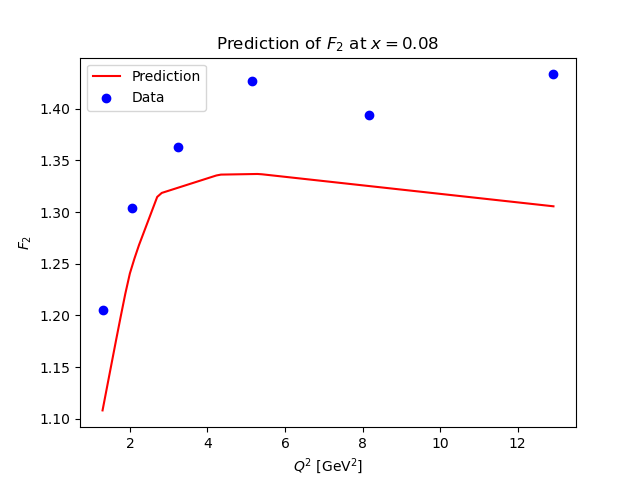 Prediction of $F_2$ at $x = 0.08$
Prediction
Data
1.40
1.35
1.30
1.25
1.20
1.15
1.10
$F_2$
2 4 6 8 10 12
$Q^2$ [GeV$^2$]